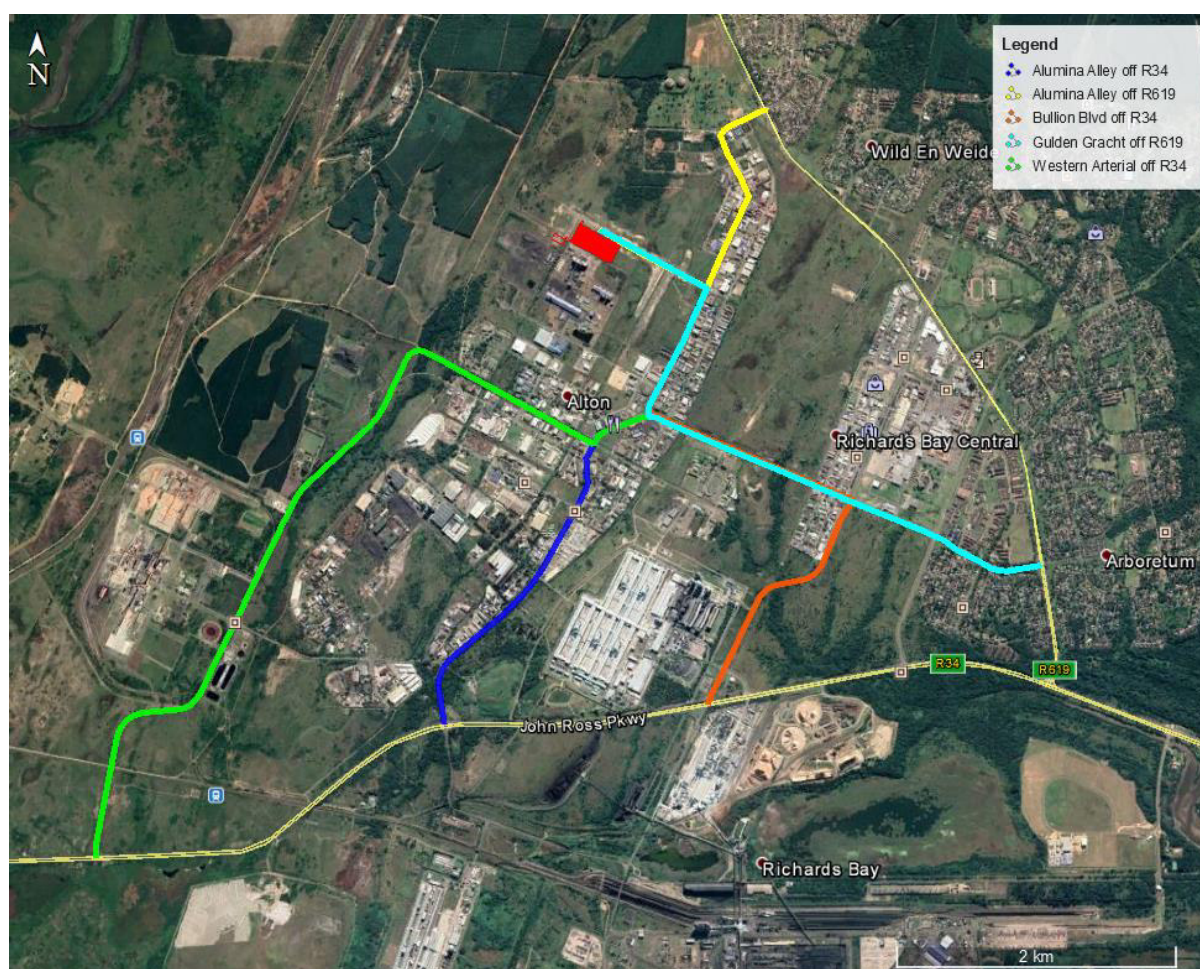 N
Legend
Alumina Alley off R34
Alumina Alley off R619
Bullion Blvd off R34
Gulden Gracht off R619
Western Arterial off R34
Wild En Weide
Alton
Richards Bay Central
Arboretum
R34
R619
John Ross Pkwy
Richards Bay
2 km